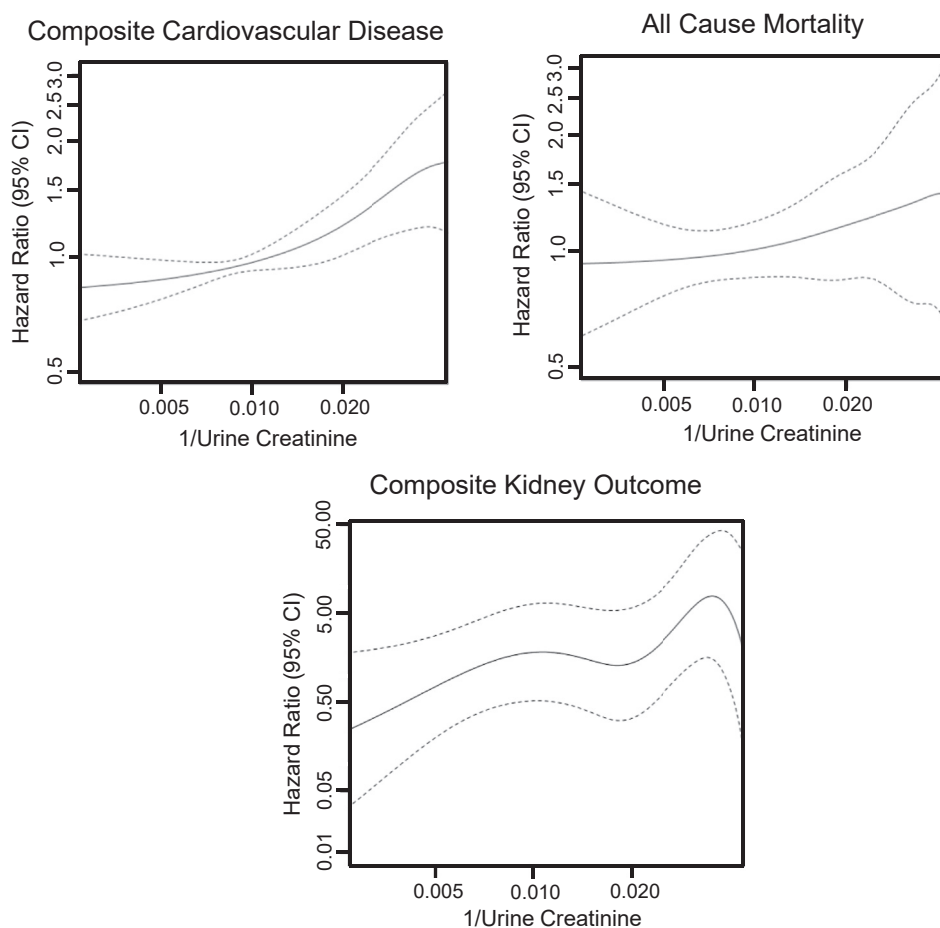 Composite Cardiovascular Disease
Hazard Ratio (95% CI)
3.0
2.5
2.0
1.5
1.0
0.5
0.005 0.010 0.020
1/Urine Creatinine
All Cause Mortality
Hazard Ratio (95% CI)
3.0
2.5
2.0
1.5
1.0
0.5
0.005 0.010 0.020
1/Urine Creatinine
Composite Kidney Outcome
Hazard Ratio (95% CI)
50.00
5.00
0.50
0.05
0.01
0.005 0.010 0.020
1/Urine Creatinine